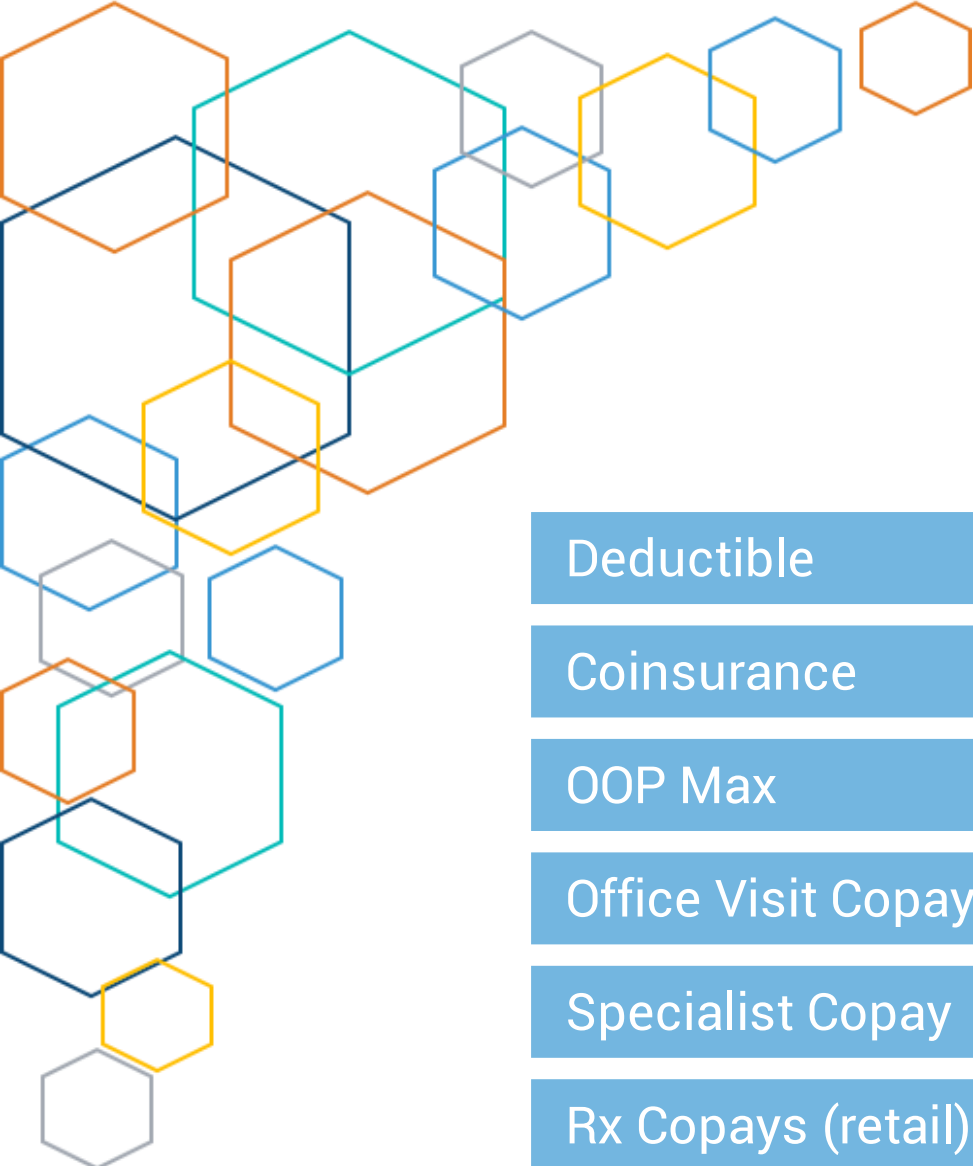 Deductible
Coinsurance
OOP Max
Office Visit Copay
Specialist Copay
Rx Copays (retail)